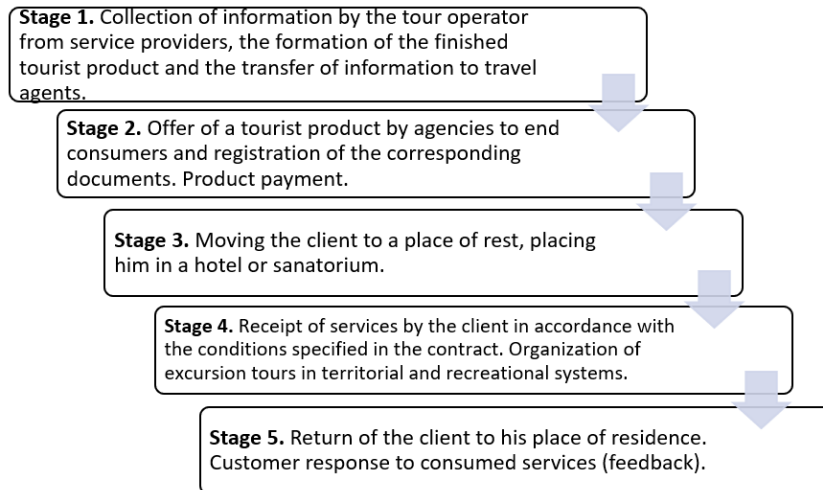 Stage 1. Collection of information by the tour operator
from service providers, the formation of the finished
tourist product and the transfer of information to travel
agents.
Stage 2. Offer of a tourist product by agencies to end
consumers and registration of the corresponding
documents. Product payment.
Stage 3. Moving the client to a place of rest, placing
him in a hotel or sanatorium.
Stage 4. Receipt of services by the client in accordance with
the conditions specified in the contract. Organization of
excursion tours in territorial and recreational systems.
Stage 5. Return of the client to his place of residence.
Customer response to consumed services (feedback).